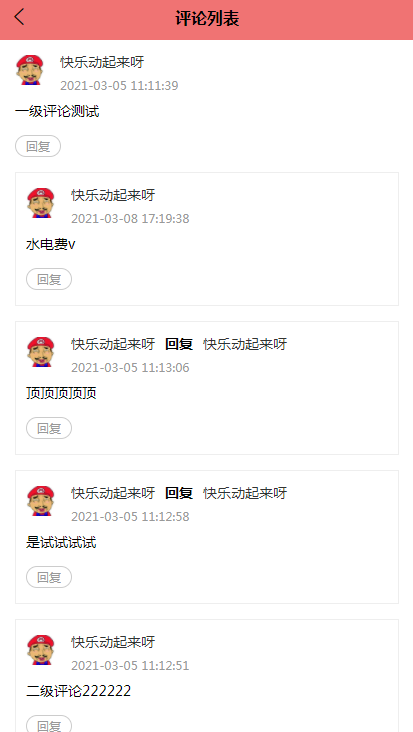 评论列表
快乐动起来呀
2021-03-05 11:11:39
一级评论测试
回复
快乐动起来呀
2021-03-08 17:19:38
水电费v
回复
快乐动起来呀 回复 快乐动起来呀
2021-03-05 11:13:06
顶顶顶顶顶
回复
快乐动起来呀 回复 快乐动起来呀
2021-03-05 11:12:58
是试试试试
回复
快乐动起来呀
2021-03-05 11:12:51
二级评论222222
回复